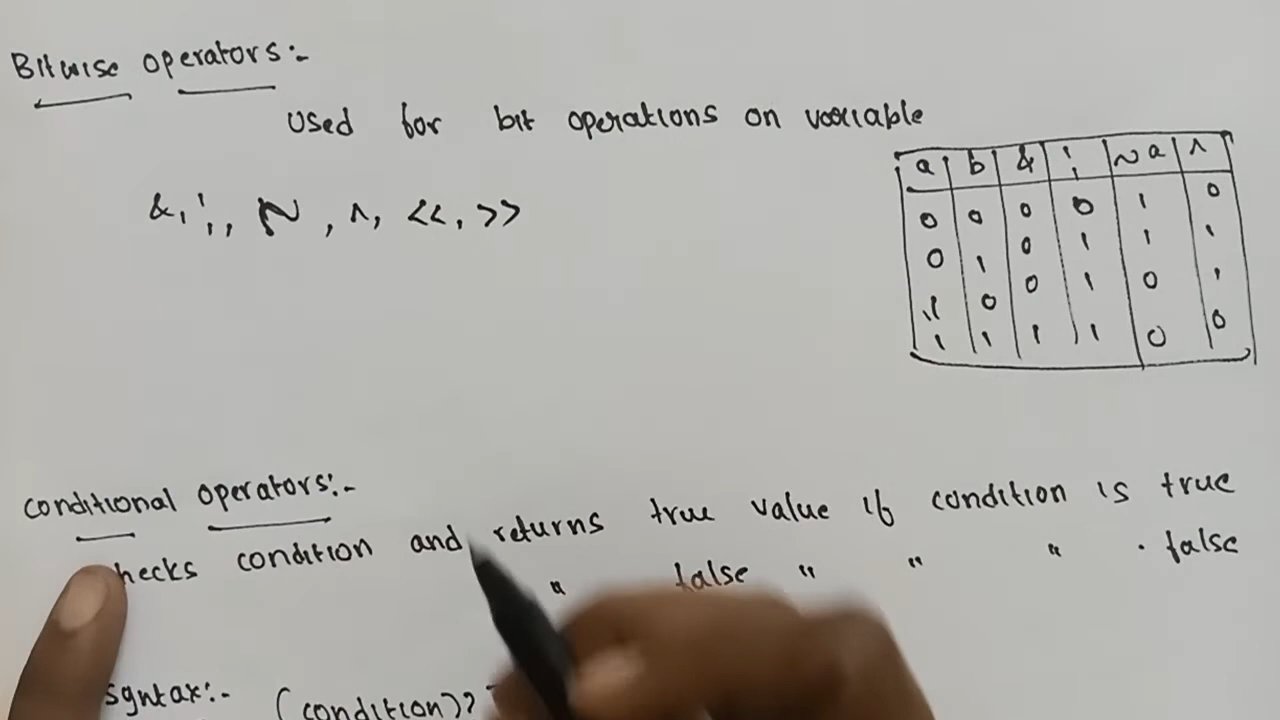 Bitwise operators:-
Used for bit operations on variable
&, ¦, ~, ^, <<, >>
a b & ¦ ~a ^
0 0 0 0 1 0
0 1 0 1 1 1
1 0 0 1 0 1
1 1 1 1 0 0
Conditional operators:-
hecks condition and returns true value if condition is true
" false " " " . false
syntax:- (condition)?